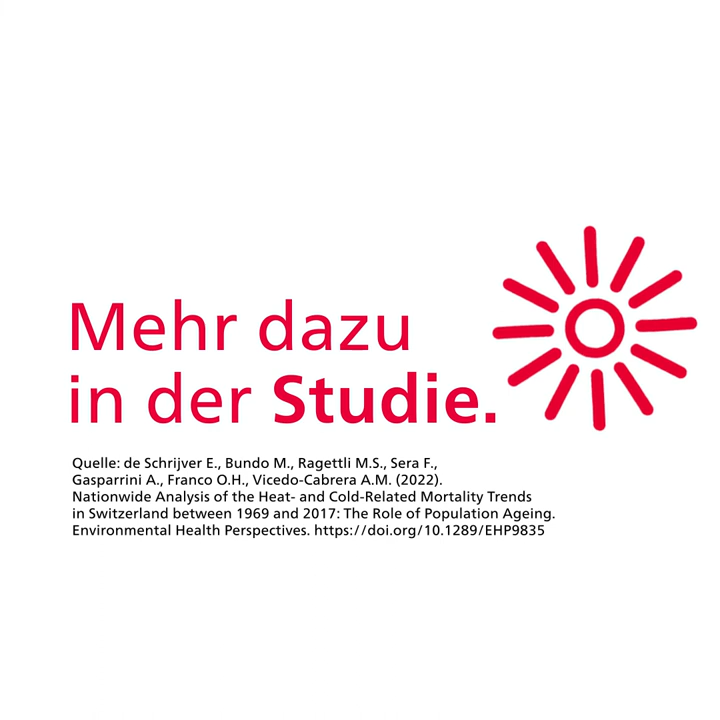 Mehr dazu
in der Studie.
Quelle: de Schrijver E., Bundo M., Ragettli M.S., Sera F.,
Gasparrini A., Franco O.H., Vicedo-Cabrera A.M. (2022).
Nationwide Analysis of the Heat- and Cold-Related Mortality Trends
in Switzerland between 1969 and 2017: The Role of Population Ageing.
Environmental Health Perspectives. https://doi.org/10.1289/EHP9835